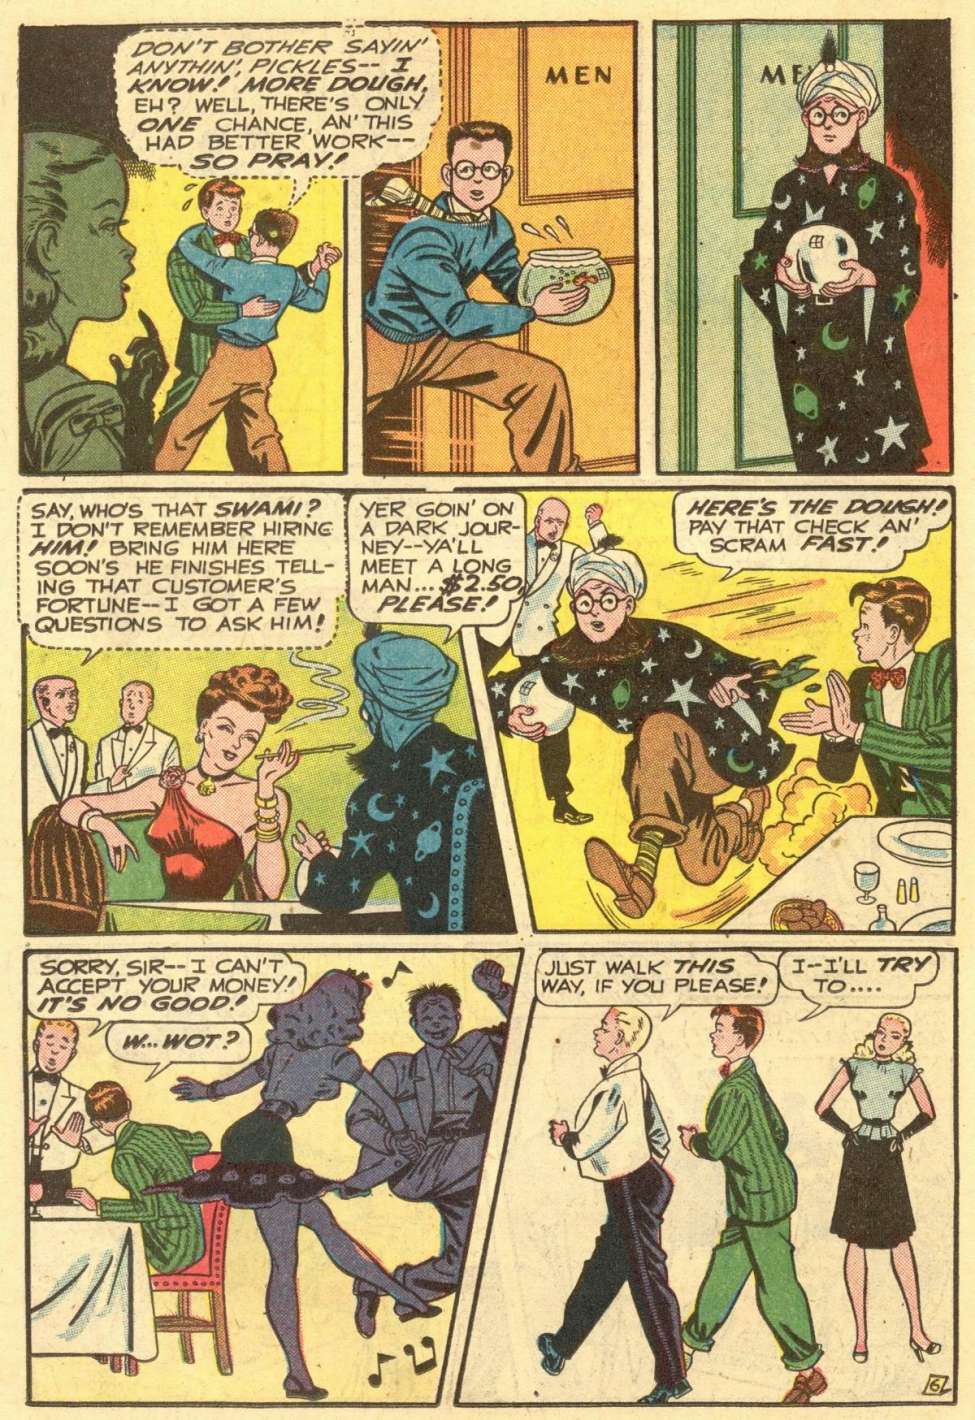 DON'T BOTHER SAYIN'
ANYTHIN', PICKLES-- I
KNOW! MORE DOUGH,
EH? WELL, THERE'S ONLY
ONE CHANCE, AN' THIS
HAD BETTER WORK--
SO PRAY!
MEN
ME
SAY, WHO'S THAT SWAMI?
I DON'T REMEMBER HIRING
HIM! BRING HIM HERE
SOON'S HE FINISHES TELL-
ING THAT CUSTOMER'S
FORTUNE-- I GOT A FEW
QUESTIONS TO ASK HIM!
YER GOIN' ON
A DARK JOUR-
NEY--YA'LL
MEET A LONG
MAN... $2.50,
PLEASE!
HERE'S THE DOUGH!
PAY THAT CHECK AN'
SCRAM FAST!
SORRY, SIR-- I CAN'T
ACCEPT YOUR MONEY!
IT'S NO GOOD!
W...WOT?
JUST WALK THIS
WAY, IF YOU PLEASE!
I--I'LL TRY
TO....
6